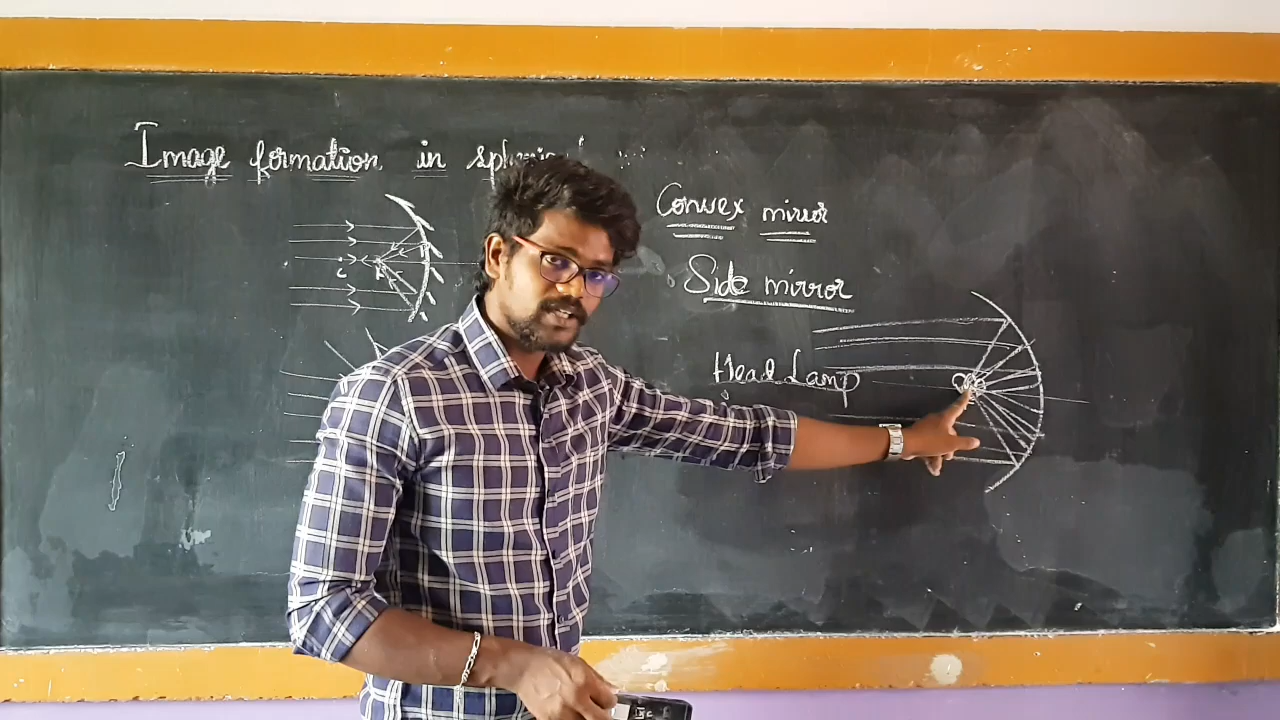 Image formation in
Convex mirror
Side mirror
Head Lamp
C